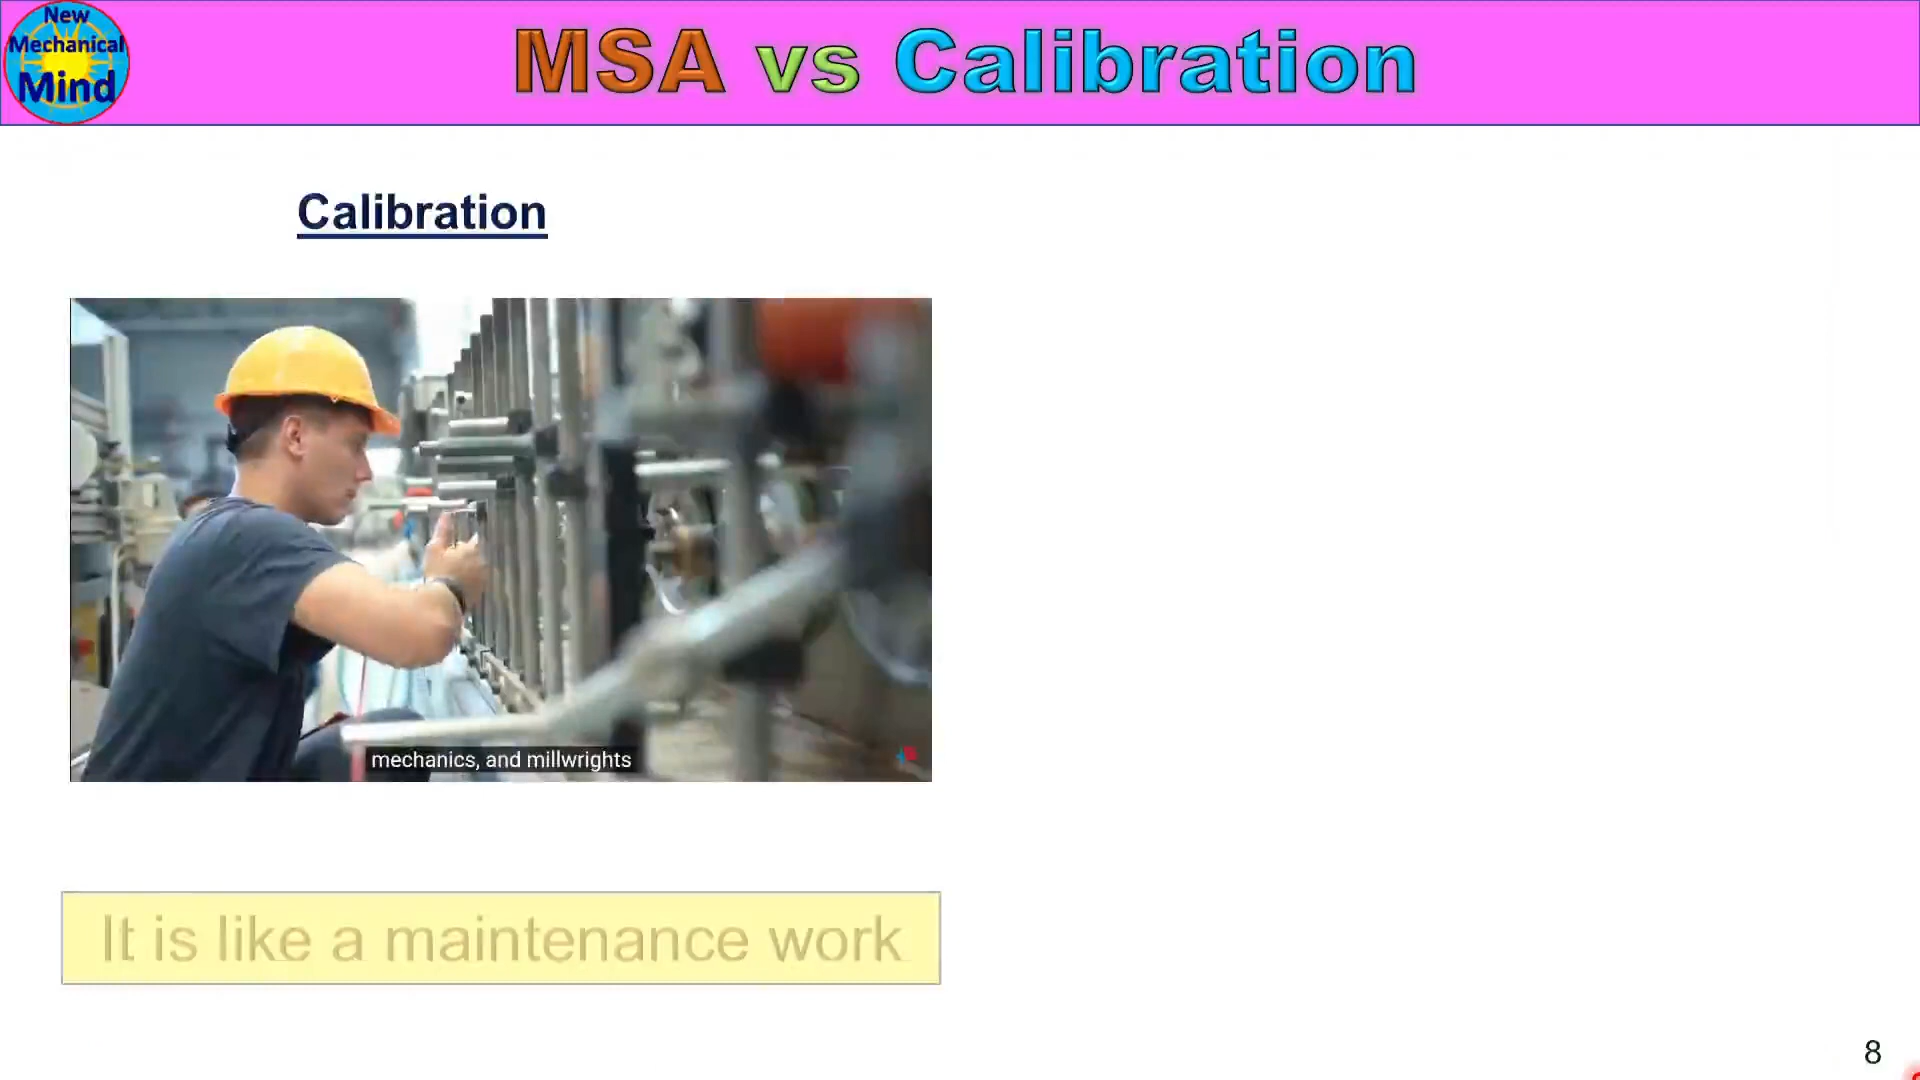 New
Mechanical
Mind
MSA vs Calibration
Calibration
mechanics, and millwrights
It is like a maintenance work
8